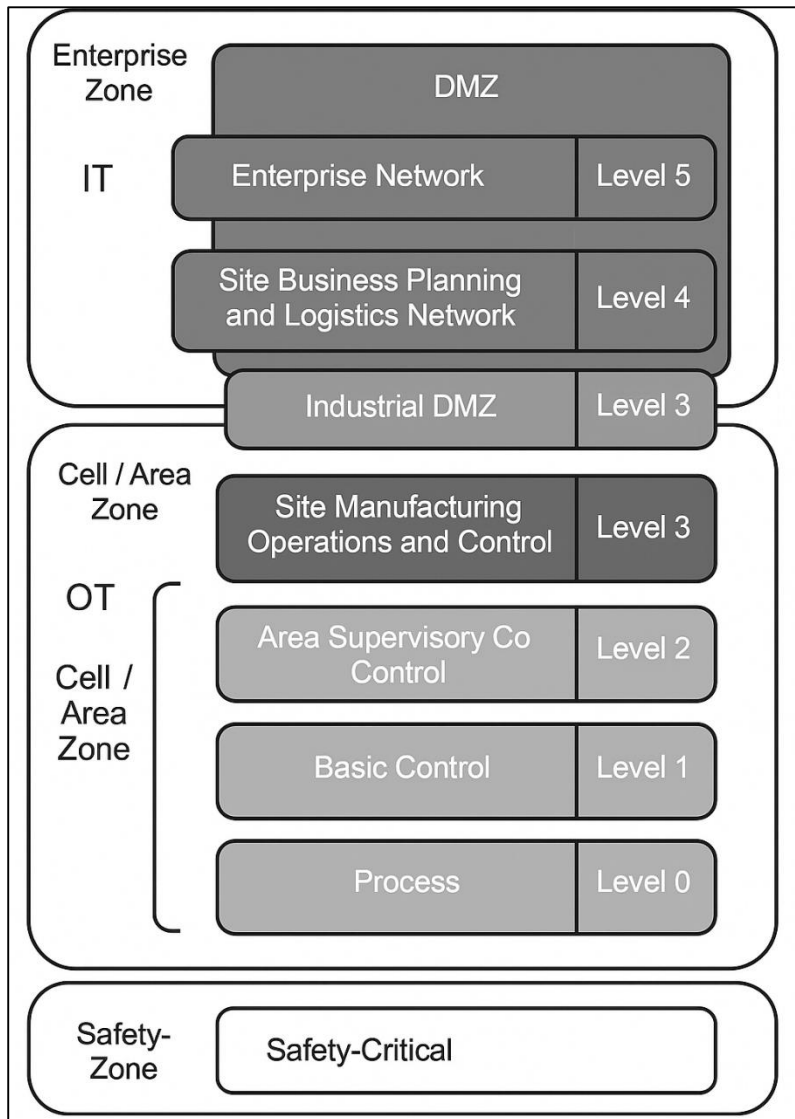 Enterprise
Zone
IT
DMZ
Enterprise Network
Level 5
Site Business Planning
and Logistics Network
Level 4
Industrial DMZ
Level 3
Cell / Area
Zone
Site Manufacturing
Operations and Control
Level 3
OT
Cell /
Area
Zone
Area Supervisory Co
Control
Level 2
Basic Control
Level 1
Process
Level 0
Safety-
Zone
Safety-Critical